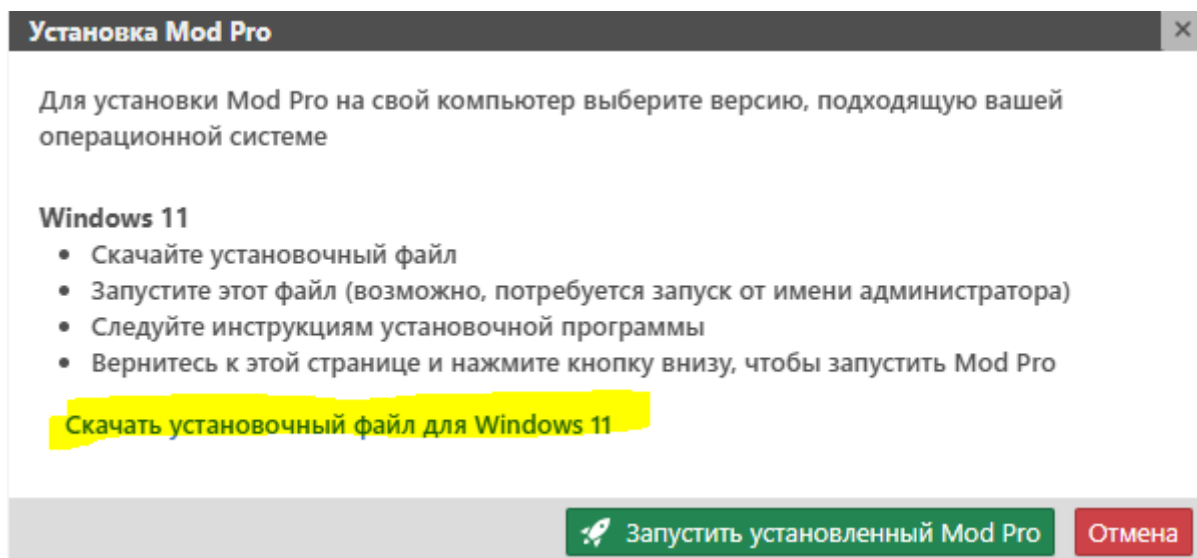 Установка Mod Pro
Для установки Mod Pro на свой компьютер выберите версию, подходящую вашей
операционной системе
Windows 11
• Скачайте установочный файл
• Запустите этот файл (возможно, потребуется запуск от имени администратора)
• Следуйте инструкциям установочной программы
• Вернитесь к этой странице и нажмите кнопку внизу, чтобы запустить Mod Pro
Скачать установочный файл для Windows 11
Запустить установленный Mod Pro
Отмена